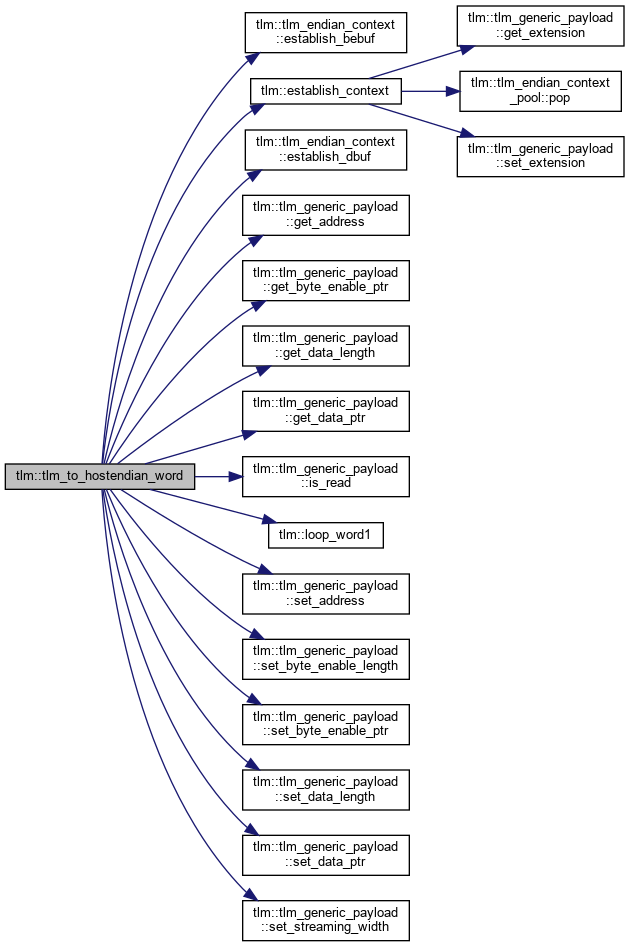 tlm::tlm_endian_context
::establish_bebuf
tlm::tlm_generic_payload
::get_extension
tlm::establish_context
tlm::tlm_endian_context
_pool::pop
tlm::tlm_endian_context
::establish_dbuf
tlm::tlm_generic_payload
::set_extension
tlm::tlm_generic_payload
::get_address
tlm::tlm_generic_payload
::get_byte_enable_ptr
tlm::tlm_generic_payload
::get_data_length
tlm::tlm_generic_payload
::get_data_ptr
tlm::tlm_to_hostendian_word
tlm::tlm_generic_payload
::is_read
tlm::loop_word1
tlm::tlm_generic_payload
::set_address
tlm::tlm_generic_payload
::set_byte_enable_length
tlm::tlm_generic_payload
::set_byte_enable_ptr
tlm::tlm_generic_payload
::set_data_length
tlm::tlm_generic_payload
::set_data_ptr
tlm::tlm_generic_payload
::set_streaming_width